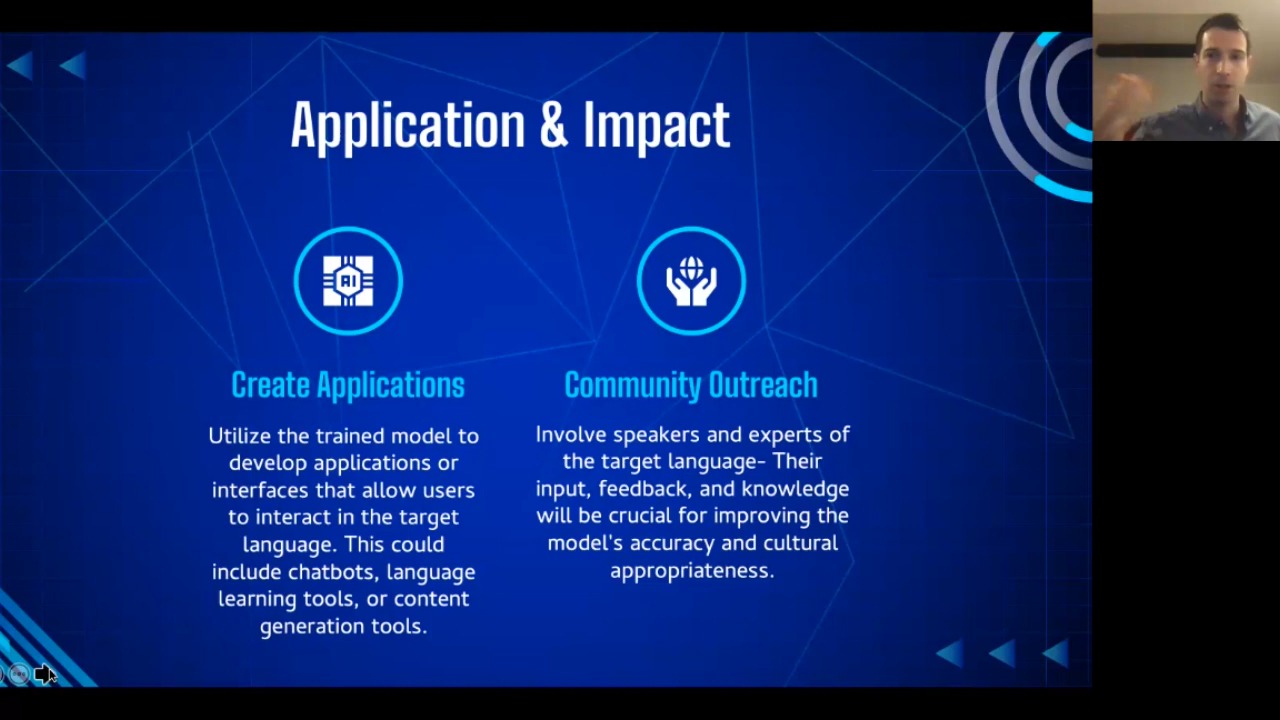 Application & Impact
AI
Create Applications
Utilize the trained model to
develop applications or
interfaces that allow users
to interact in the target
language. This could
include chatbots, language
learning tools, or content
generation tools.
Community Outreach
Involve speakers and experts of
the target language- Their
input, feedback, and knowledge
will be crucial for improving the
model's accuracy and cultural
appropriateness.